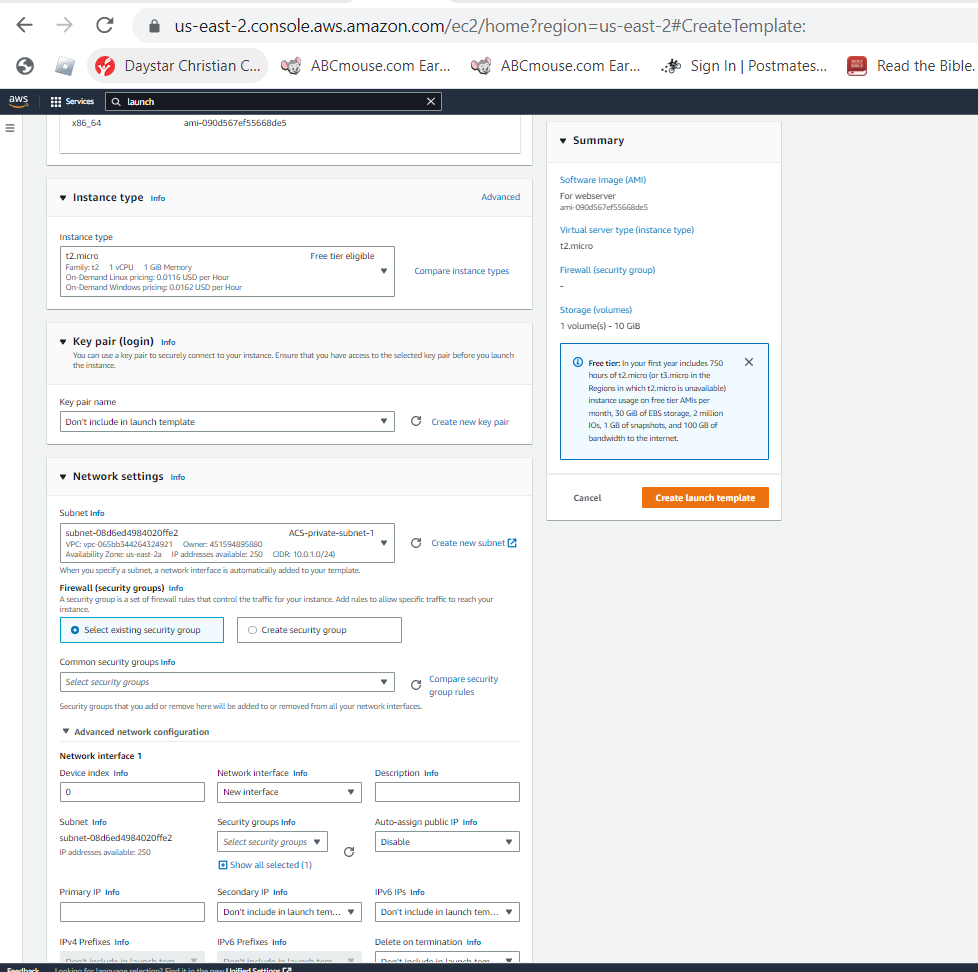 us-east-2.console.aws.amazon.com/ec2/home?region=us-east-2#CreateTemplate:
Daystar Christian C...
ABCmouse.com Ear...
ABCmouse.com Ear...
Sign In | Postmates...
Read the Bible.
aws
Services
launch
x86_64 ami-090d567ef55668de5
Instance type Info
Advanced
Instance type
t2.micro Free tier eligible
Family: t2 1 vCPU 1 GiB Memory
On-Demand Linux pricing: 0.0116 USD per Hour
On-Demand Windows pricing: 0.0162 USD per Hour
Compare instance types
Key pair (login) Info
You can use a key pair to securely connect to your instance. Ensure that you have access to the selected key pair before you launch
the instance.
Key pair name
Don't include in launch template
Create new key pair
Network settings Info
Subnet Info
subnet-08d6ed4984020ffe2 ACS-private-subnet-1
VPC: vpc-065bb344264324921 Owner: 451594895880
Availability Zone: us-east-2a IP addresses available: 250 CIDR: 10.0.1.0/24)
Create new subnet
When you specify a subnet, a network interface is automatically added to your template.
Firewall (security groups) Info
A security group is a set of firewall rules that control the traffic for your instance. Add rules to allow specific traffic to reach your
instance.
Select existing security group
Create security group
Common security groups Info
Select security groups
Compare security
group rules
Security groups that you add or remove here will be added to or removed from all your network interfaces.
Advanced network configuration
Network interface 1
Device index Info
Network interface Info
Description Info
0
New interface
Subnet Info
Security groups Info
Auto-assign public IP Info
subnet-08d6ed4984020ffe2
Select security groups
Disable
IP addresses available: 250
Show all selected (1)
Primary IP Info
Secondary IP Info
IPv6 IPs Info
Don't include in launch tem...
Don't include in launch tem...
IPv4 Prefixes Info
IPv6 Prefixes Info
Delete on termination Info
Don't include in launch tem...
Don't include in launch tem...
Don't include in launch tem...
Summary
Software Image (AMI)
For webserver
ami-090d567ef55668de5
Virtual server type (instance type)
t2.micro
Firewall (security group)
-
Storage (volumes)
1 volume(s) - 10 GiB
Free tier: In your first year includes 750
hours of t2.micro (or t3.micro in the
Regions in which t2.micro is unavailable)
instance usage on free tier AMIs per
month, 30 GiB of EBS storage, 2 million
IOs, 1 GB of snapshots, and 100 GB of
bandwidth to the internet.
Cancel
Create launch template
Feedback
Looking for language selection? Find it in the new Unified Settings